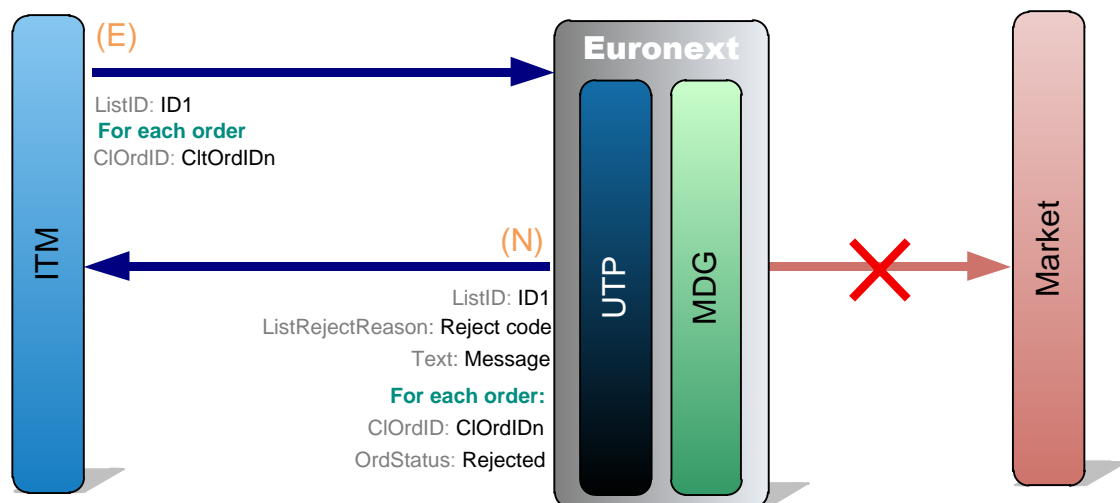 (E)
Euronext
ListID: ID1
For each order
ClOrdID: CltOrdIDn
ITM
(N)
UTP
MDG
Market
ListID: ID1
ListRejectReason: Reject code
Text: Message
For each order:
ClOrdID: ClOrdIDn
OrdStatus: Rejected